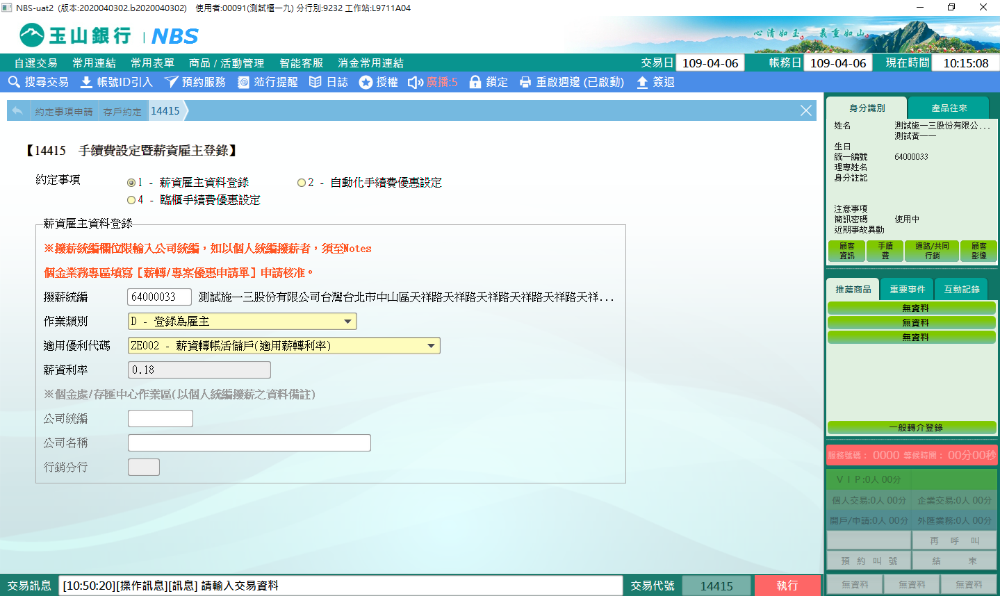 NBS-uat2 (版本:2020040302.b2020040302) 使用者:00091(測試櫃一九) 分行別:9232 工作站:L9711A04
玉山銀行 NBS
心清如玉。 義重如山。
自選交易 常用連結 常用表單 商品 / 活動管理 智能客服 消金常用連結 交易日 109-04-06 帳務日 109-04-06 現在時間 10:15:08
搜尋交易 帳號ID引入 預約服務 蒞行提醒 日誌 授權 廣播:5 鎖定 重啟週邊 (已啟動) 簽退
約定事項申請 存戶約定 14415
【14415 手續費設定暨薪資雇主登錄】
約定事項
1 - 薪資雇主資料登錄 2 - 自動化手續費優惠設定
4 - 臨櫃手續費優惠設定
薪資雇主資料登錄
※撥薪統編欄位限輸入公司統編，如以個人統編撥薪者，須至Notes
個金業務專區填寫［薪轉/專案優惠申請單］申請核准。
撥薪統編 64000033 測試施一三股份有限公司台灣台北市中山區天祥路天祥路天祥路天祥路天祥路天祥...
作業類別 D - 登錄為雇主
適用優利代碼 ZE002 - 薪資轉帳活儲戶(適用薪轉利率)
薪資利率 0.18
※個金處/存匯中心作業區(以個人統編撥薪之資料備註)
公司統編
公司名稱
行銷分行
交易訊息 [10:50:20][操作訊息][訊息] 請輸入交易資料 交易代號 14415 執行
身分識別 產品往來
姓名 測試施一三股份有限公...
測試黃一一
生日
統一編號 64000033
理專姓名
身分註記
注意事項
簡訊密碼 使用中
近期事故異動
顧客資訊 手續費 通路/共同行銷 顧客影像
推薦商品 重要事件 互動記錄
無資料
無資料
無資料
一般轉介登錄
服務號碼： 0000 等候時間： 00分00秒
ＶＩＰ:0人 00分
個人交易:0人 00分 企業交易:0人 00分
開戶/申請:0人 00分 外匯業務:0人 00分
再 呼 叫
預 約 叫 號 結 束
無資料 無資料 無資料